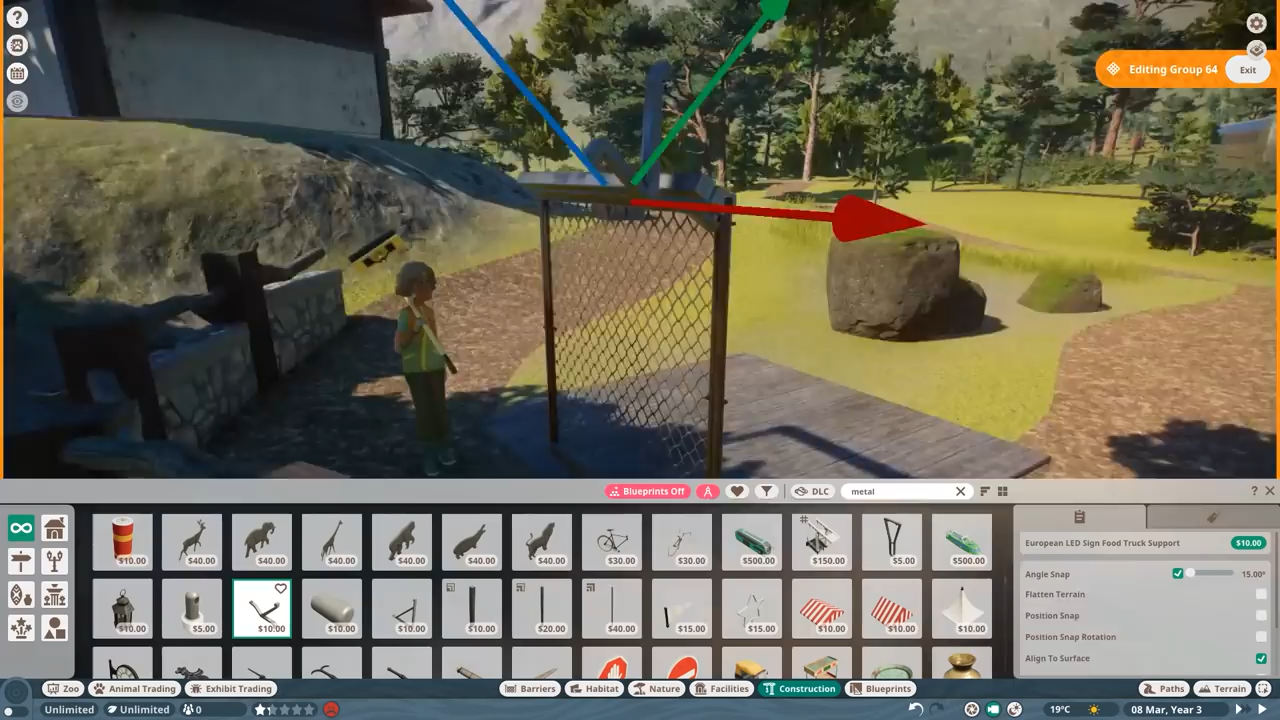 ?
Editing Group 64
Exit
Blueprints Off
DLC
metal
? ×
$10.00
$40.00
$40.00
$40.00
$40.00
$40.00
$40.00
$30.00
$30.00
$500.00
$150.00
$5.00
$500.00
European LED Sign Food Truck Support
$10.00
Angle Snap
15.00°
Flatten Terrain
Position Snap
Position Snap Rotation
Align To Surface
$10.00
$5.00
$10.00
$10.00
$10.00
$10.00
$20.00
$40.00
$15.00
$15.00
$10.00
$10.00
$10.00
Zoo
Animal Trading
Exhibit Trading
Barriers
Habitat
Nature
Facilities
Construction
Blueprints
Paths
Terrain
Unlimited
Unlimited
0
19°C
08 Mar, Year 3